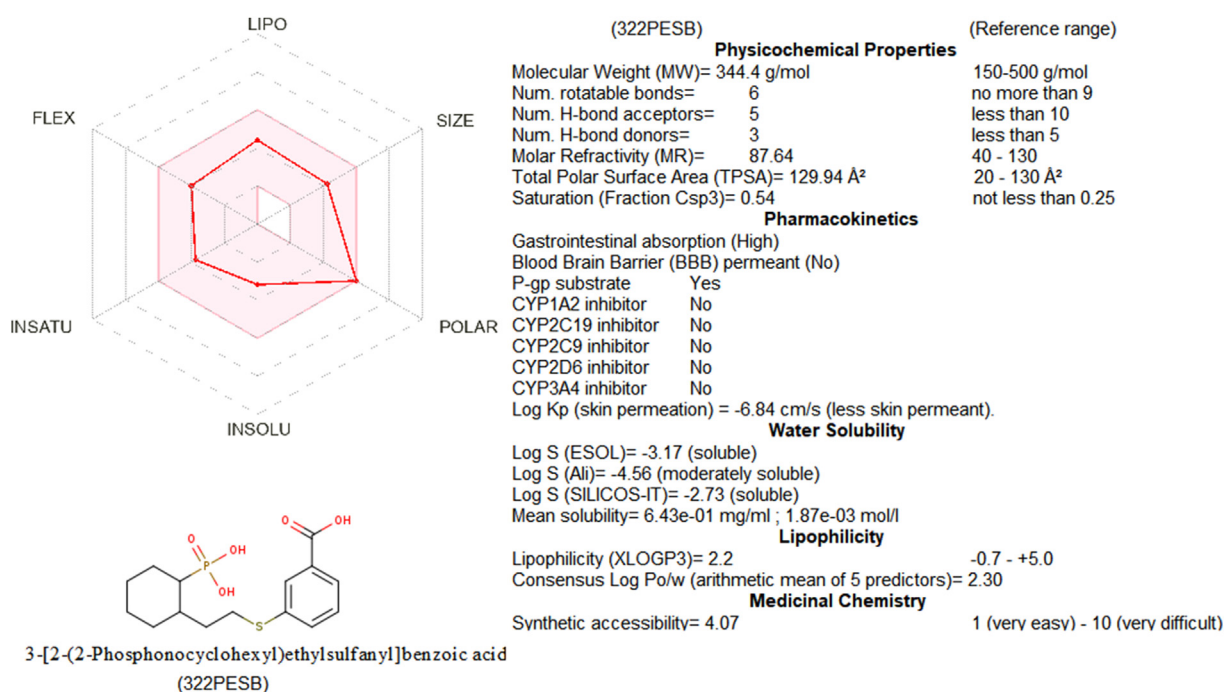 LIPO
FLEX
SIZE
INSATU
POLAR
INSOLU
O
OH
O
P
OH
OH
S
3-[2-(2-Phosphonocyclohexyl)ethylsulfanyl]benzoic acid
(322PESB)
(322PESB) (Reference range)
Physicochemical Properties
Molecular Weight (MW)= 344.4 g/mol 150-500 g/mol
Num. rotatable bonds= 6 no more than 9
Num. H-bond acceptors= 5 less than 10
Num. H-bond donors= 3 less than 5
Molar Refractivity (MR)= 87.64 40 - 130
Total Polar Surface Area (TPSA)= 129.94 Å² 20 - 130 Å²
Saturation (Fraction Csp3)= 0.54 not less than 0.25
Pharmacokinetics
Gastrointestinal absorption (High)
Blood Brain Barrier (BBB) permeant (No)
P-gp substrate Yes
CYP1A2 inhibitor No
CYP2C19 inhibitor No
CYP2C9 inhibitor No
CYP2D6 inhibitor No
CYP3A4 inhibitor No
Log Kp (skin permeation) = -6.84 cm/s (less skin permeant).
Water Solubility
Log S (ESOL)= -3.17 (soluble)
Log S (Ali)= -4.56 (moderately soluble)
Log S (SILICOS-IT)= -2.73 (soluble)
Mean solubility= 6.43e-01 mg/ml ; 1.87e-03 mol/l
Lipophilicity
Lipophilicity (XLOGP3)= 2.2 -0.7 - +5.0
Consensus Log Po/w (arithmetic mean of 5 predictors)= 2.30
Medicinal Chemistry
Synthetic accessibility= 4.07 1 (very easy) - 10 (very difficult)